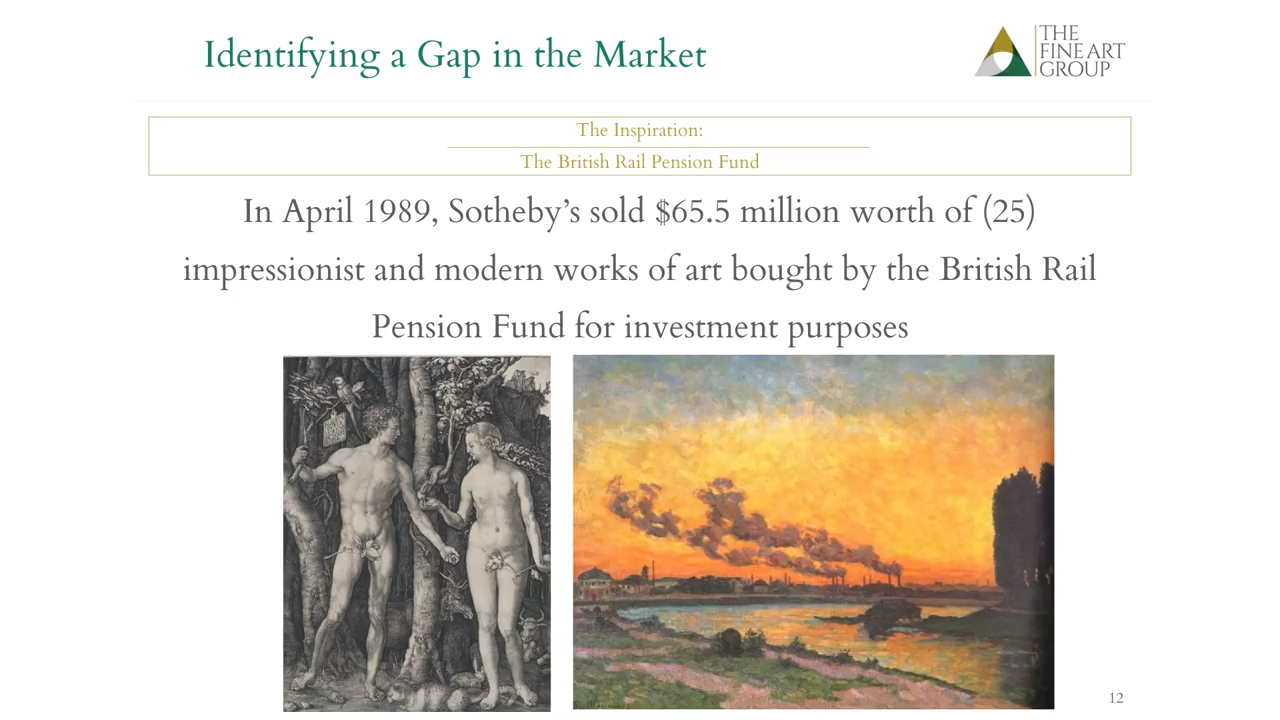 Identifying a Gap in the Market
THE
FINE ART
GROUP
The Inspiration:
The British Rail Pension Fund
In April 1989, Sotheby’s sold $65.5 million worth of (25)
impressionist and modern works of art bought by the British Rail
Pension Fund for investment purposes
12